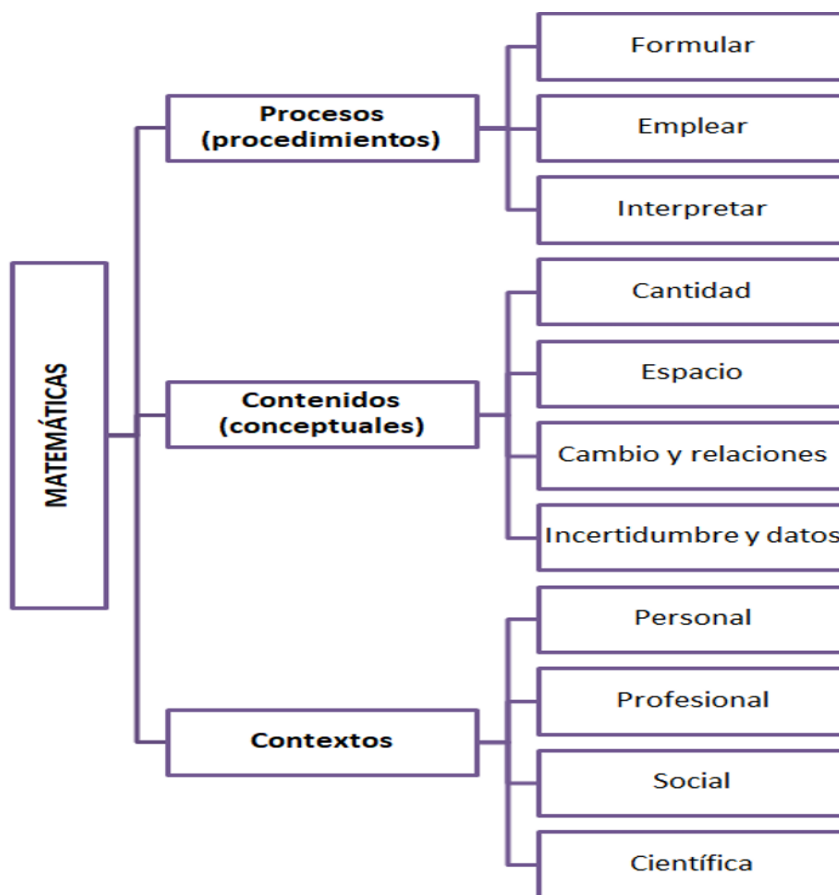 MATEMÁTICAS
Procesos
(procedimientos)
Formular
Emplear
Interpretar
Contenidos
(conceptuales)
Cantidad
Espacio
Cambio y relaciones
Incertidumbre y datos
Contextos
Personal
Profesional
Social
Científica